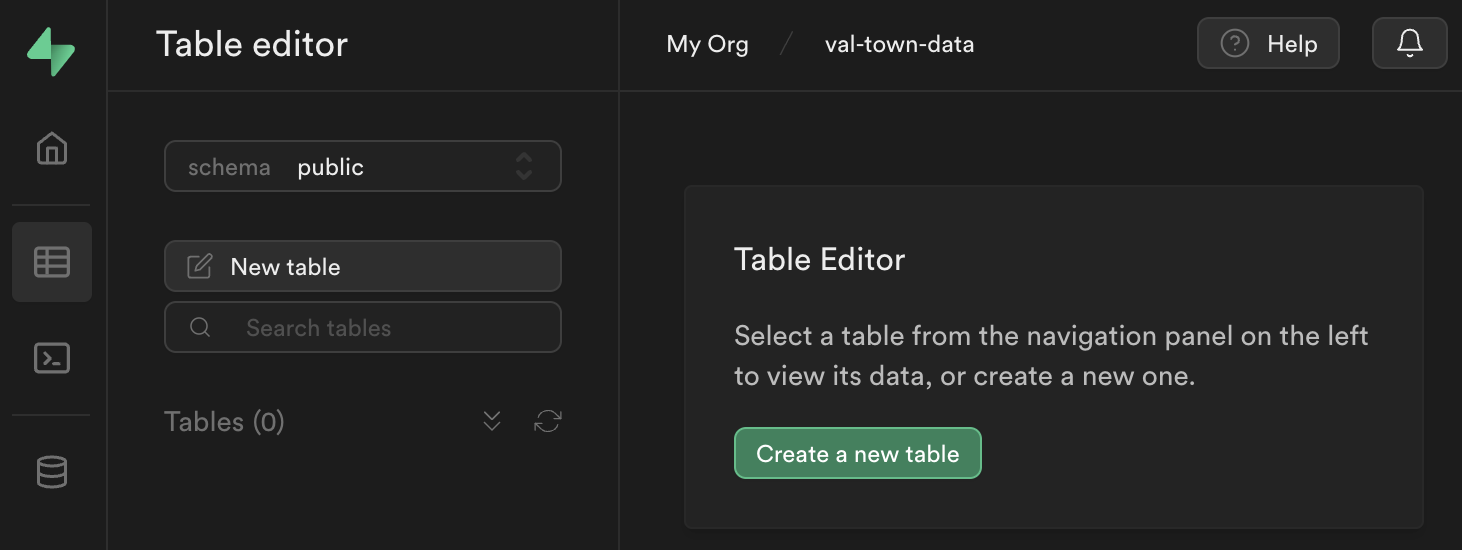 Table editor
My Org / val-town-data
Help
schema public
New table
Search tables
Tables (0)
Table Editor
Select a table from the navigation panel on the left
to view its data, or create a new one.
Create a new table